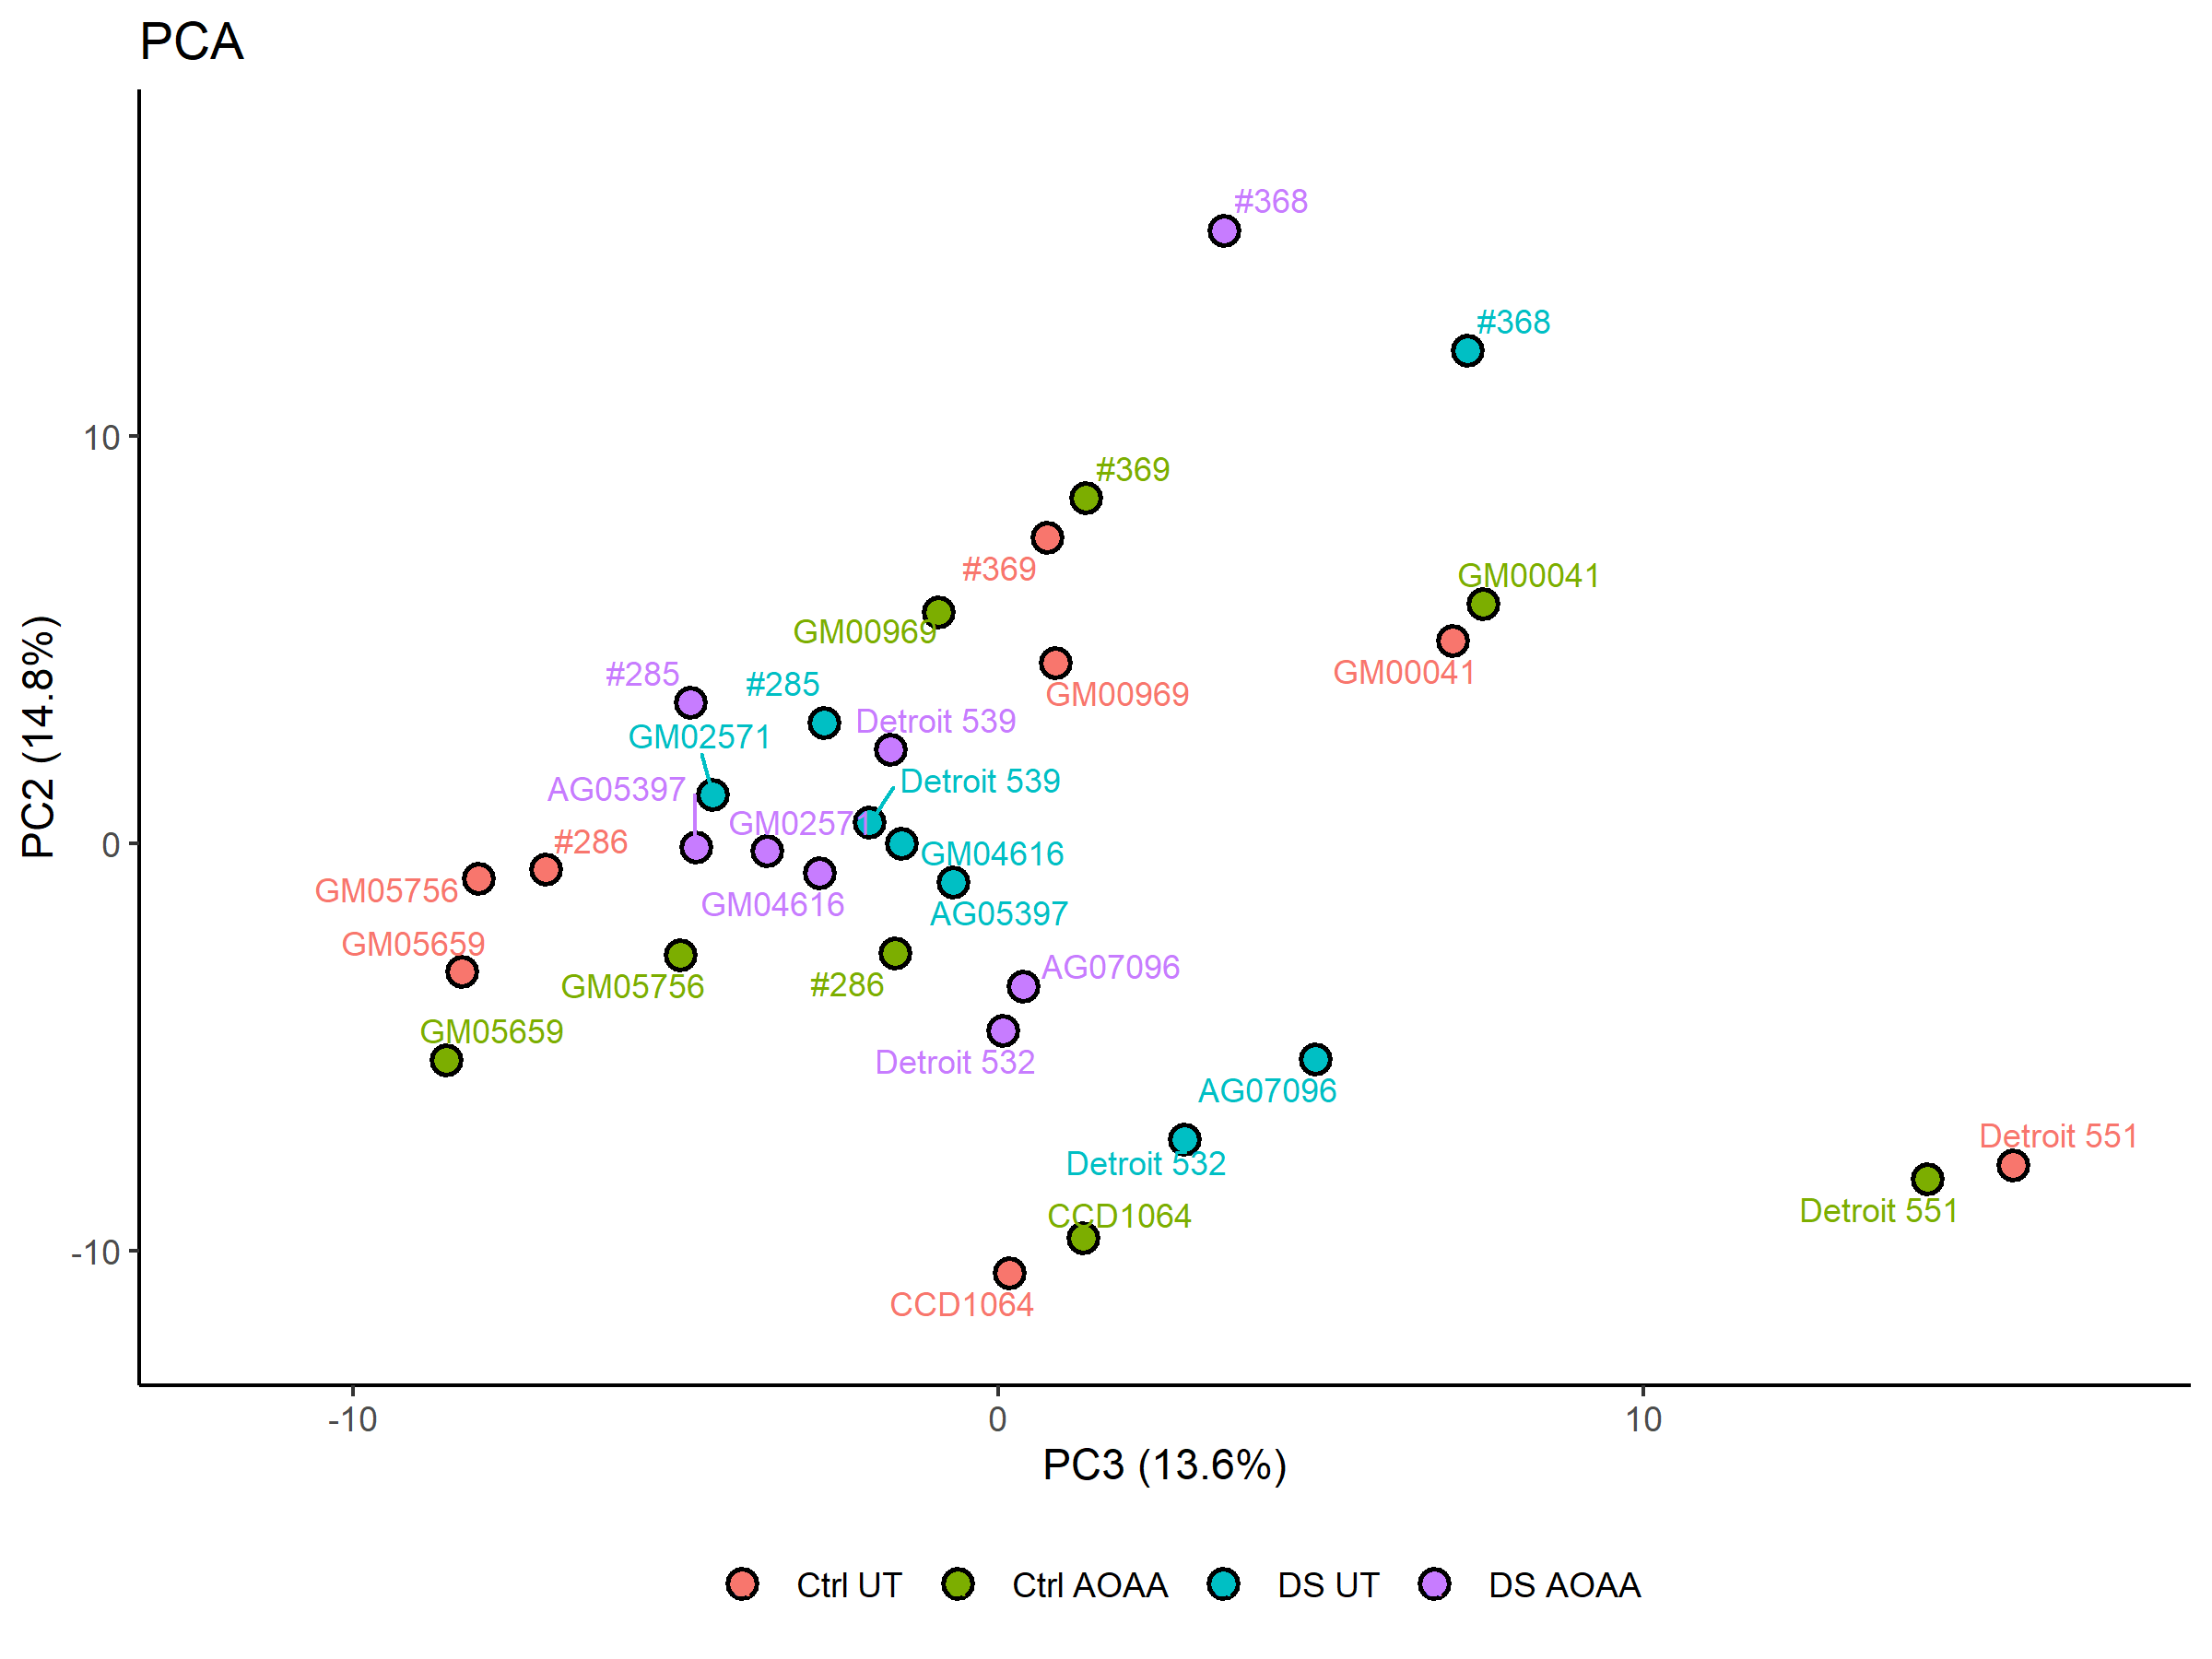 PCA
#368
#368
10
#369
#369
GM00041
GM00969
GM00041
GM00969
#285
#285
Detroit 539
GM02571
Detroit 539
AG05397
GM02571
#286
0
GM04616
GM05756
GM04616
AG05397
GM05659
AG07096
GM05756
#286
GM05659
Detroit 532
AG07096
Detroit 551
Detroit 532
Detroit 551
CCD1064
-10
CCD1064
PC2 (14.8%)
-10 0 10
PC3 (13.6%)
Ctrl UT Ctrl AOAA DS UT DS AOAA